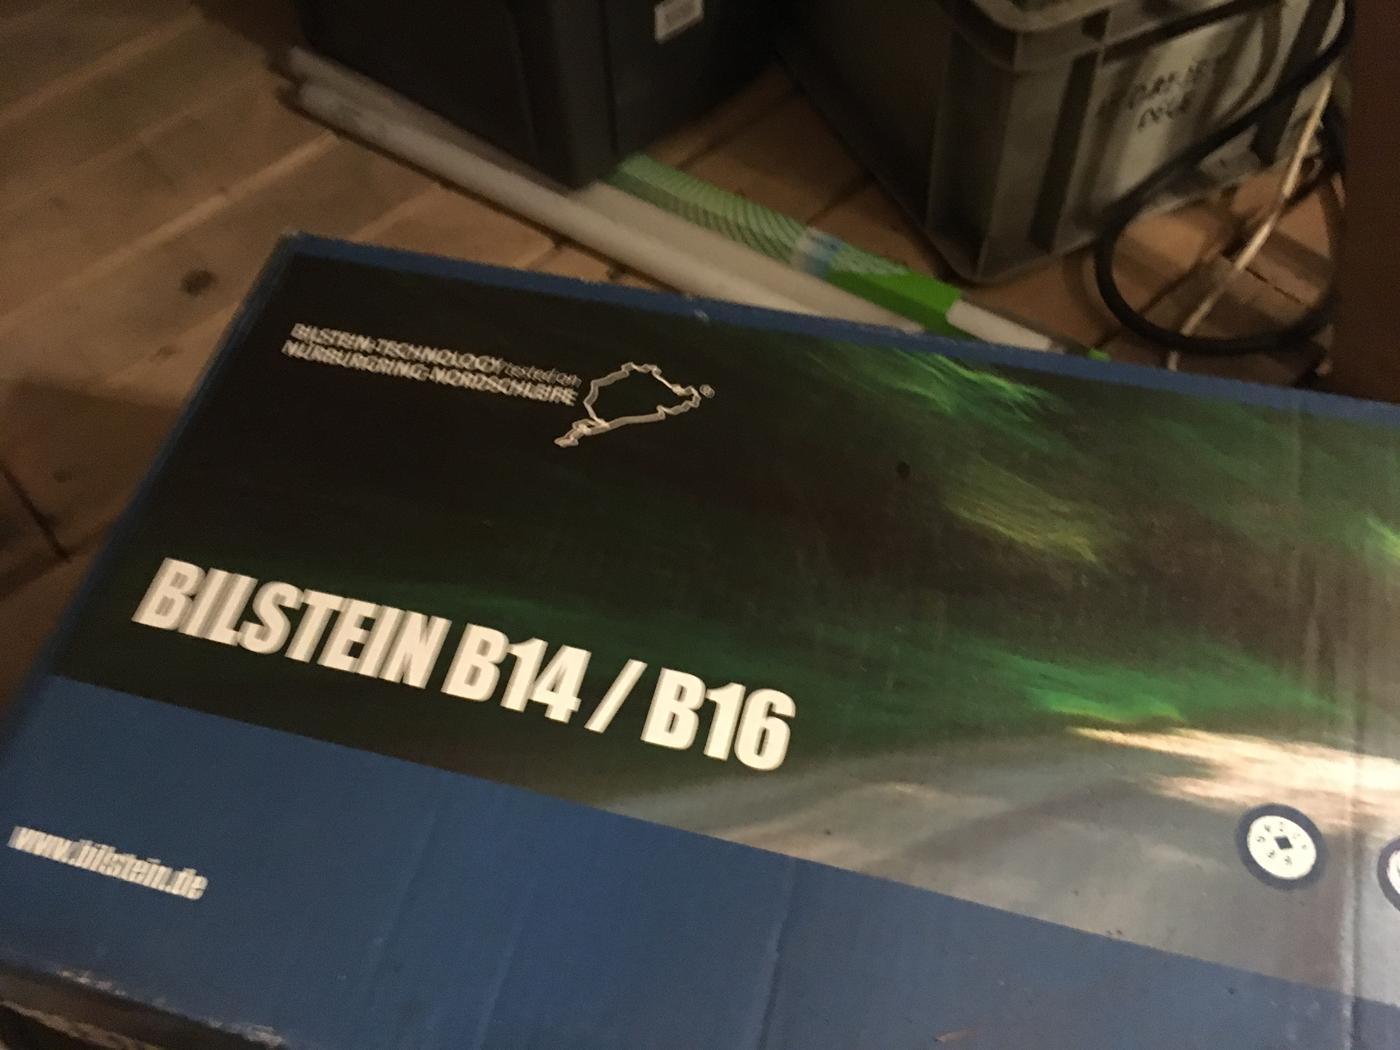 BILSTEIN-TECHNOLOGY tested on
NÜRBURGRING NORDSCHLEIFE
®
BILSTEIN B14 / B16
www.bilstein.de